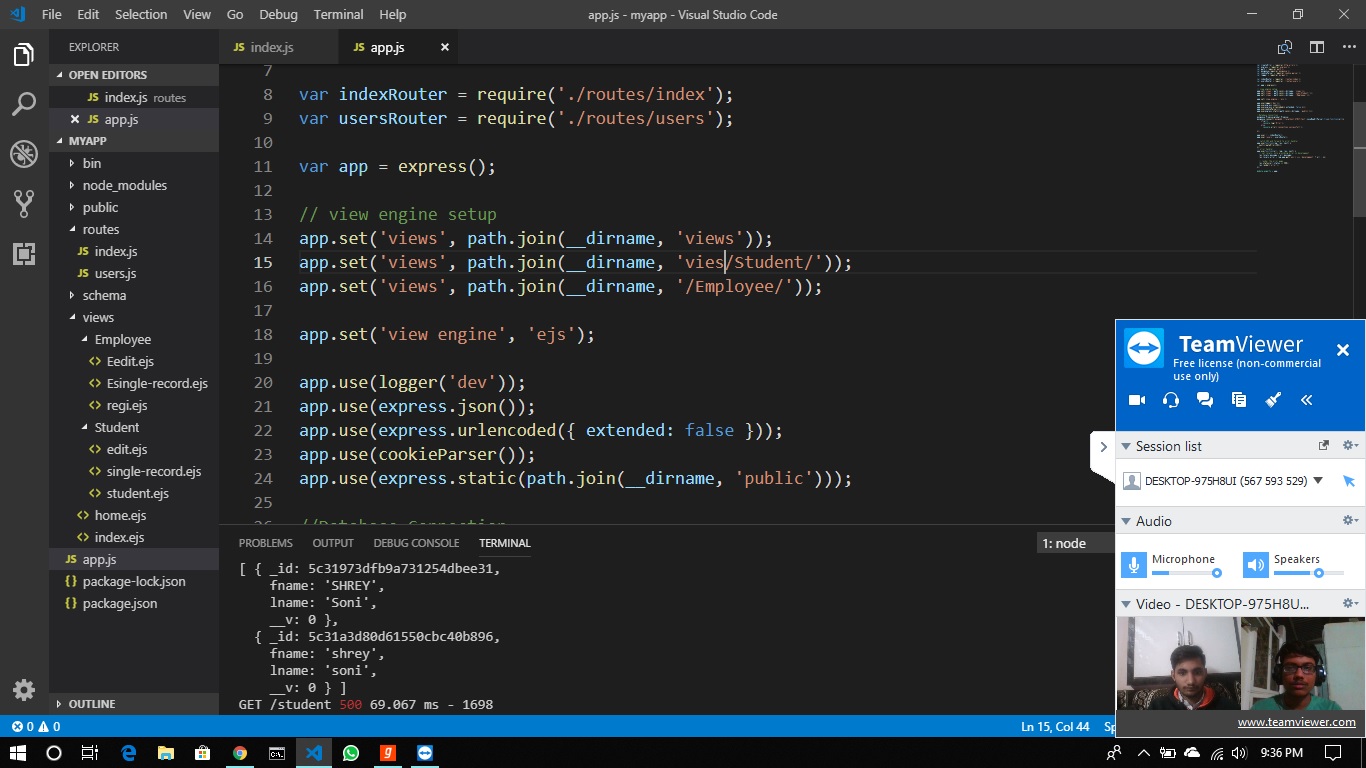 File Edit Selection View Go Debug Terminal Help
app.js - myapp - Visual Studio Code
EXPLORER
OPEN EDITORS
JS index.js routes
JS app.js
MYAPP
bin
node_modules
public
routes
JS index.js
JS users.js
schema
views
Employee
<> Eedit.ejs
<> Esingle-record.ejs
<> regi.ejs
Student
<> edit.ejs
<> single-record.ejs
<> student.ejs
<> home.ejs
<> index.ejs
JS app.js
{} package-lock.json
{} package.json
OUTLINE
JS index.js
JS app.js
7
8 var indexRouter = require('./routes/index');
9 var usersRouter = require('./routes/users');
10
11 var app = express();
12
13 // view engine setup
14 app.set('views', path.join(__dirname, 'views'));
15 app.set('views', path.join(__dirname, 'vies/Student/'));
16 app.set('views', path.join(__dirname, '/Employee/'));
17
18 app.set('view engine', 'ejs');
19
20 app.use(logger('dev'));
21 app.use(express.json());
22 app.use(express.urlencoded({ extended: false }));
23 app.use(cookieParser());
24 app.use(express.static(path.join(__dirname, 'public')));
25
26 //Database Connection
PROBLEMS OUTPUT DEBUG CONSOLE TERMINAL
1: node
[ { _id: 5c31973dfb9a731254dbee31,
fname: 'SHREY',
lname: 'Soni',
__v: 0 },
{ _id: 5c31a3d80d61550cbc40b896,
fname: 'shrey',
lname: 'soni',
__v: 0 } ]
GET /student 500 69.067 ms - 1698
TeamViewer
Free license (non-commercial
use only)
Session list
DESKTOP-975H8UI (567 593 529)
Audio
Microphone
Speakers
Video - DESKTOP-975H8U...
www.teamviewer.com
0 0
Ln 15, Col 44
9:36 PM